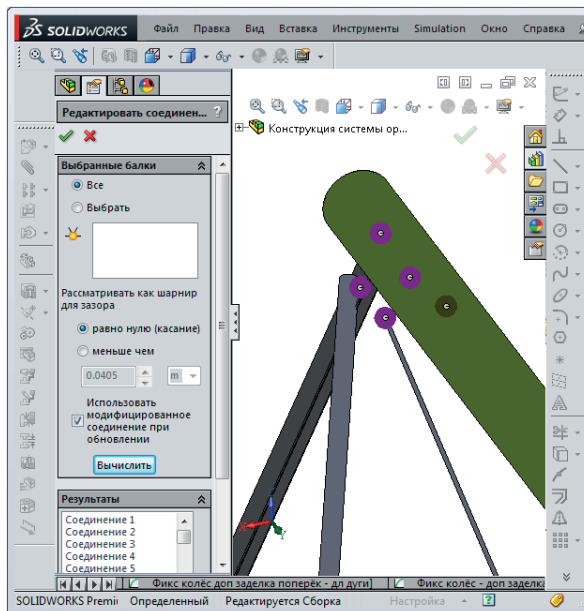 SOLIDWORKS Файл Правка Вид Вставка Инструменты Simulation Окно Справка
Редактировать соединен... ?
Выбранные балки
Все
Выбрать
Рассматривать как шарнир
для зазора
равно нулю (касание)
меньше чем
0.0405 m
Использовать
модифицированное
соединение при
обновлении
Вычислить
Результаты
Соединение 1
Соединение 2
Соединение 3
Соединение 4
Соединение 5
Конструкция системы ор...
Фикс колёс доп заделка поперёк - дл дуги] Фикс колёс - доп заделка
SOLIDWORKS Premi Определенный Редактируется Сборка Настройка ?